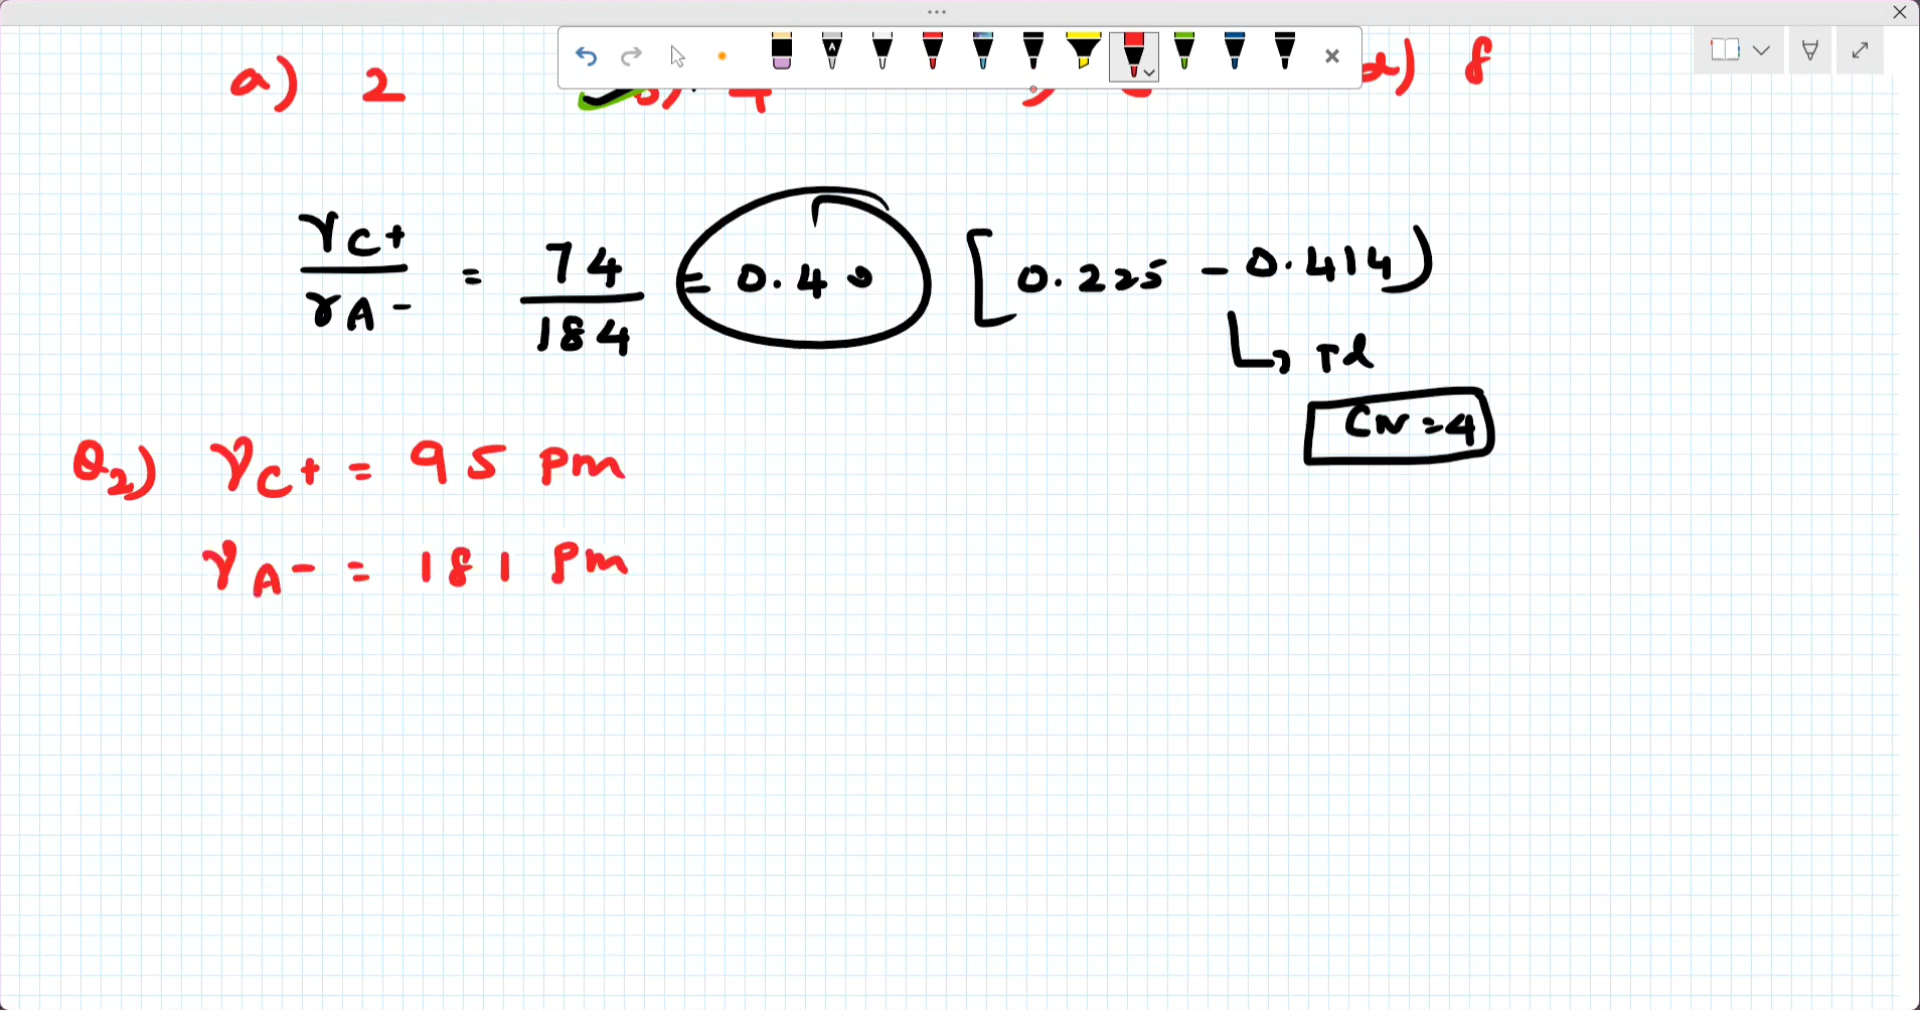 a) 2 b) 4 d) 8
rC+ / rA- = 74 / 184 = 0.40 [0.225 - 0.414)
↳ Td
CN = 4
Q2) rC+ = 95 pm
rA- = 181 pm